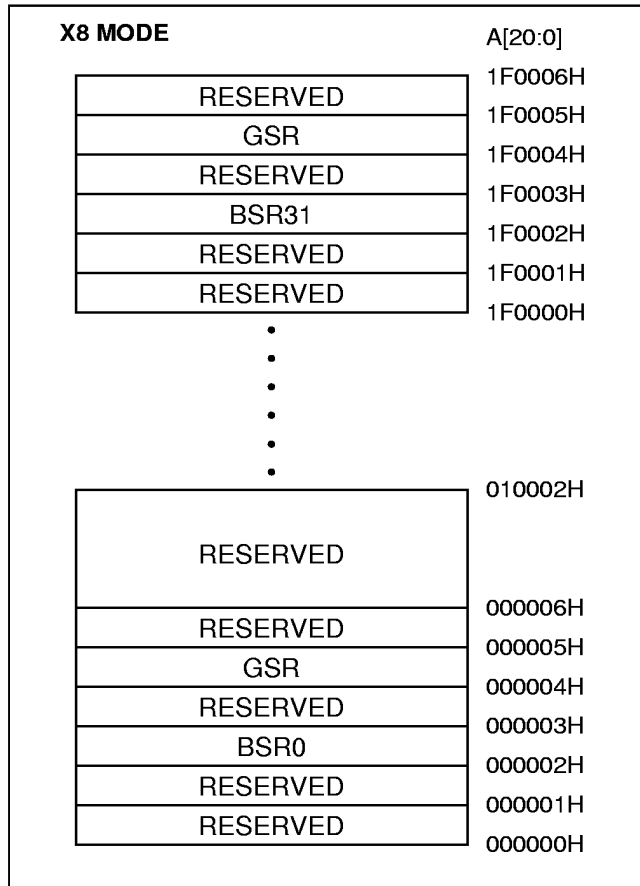 X8 MODE
A[20:0]
1F0006H
RESERVED
1F0005H
GSR
1F0004H
RESERVED
1F0003H
BSR31
1F0002H
RESERVED
1F0001H
RESERVED
1F0000H
010002H
RESERVED
000006H
RESERVED
000005H
GSR
000004H
RESERVED
000003H
BSR0
000002H
RESERVED
000001H
RESERVED
000000H